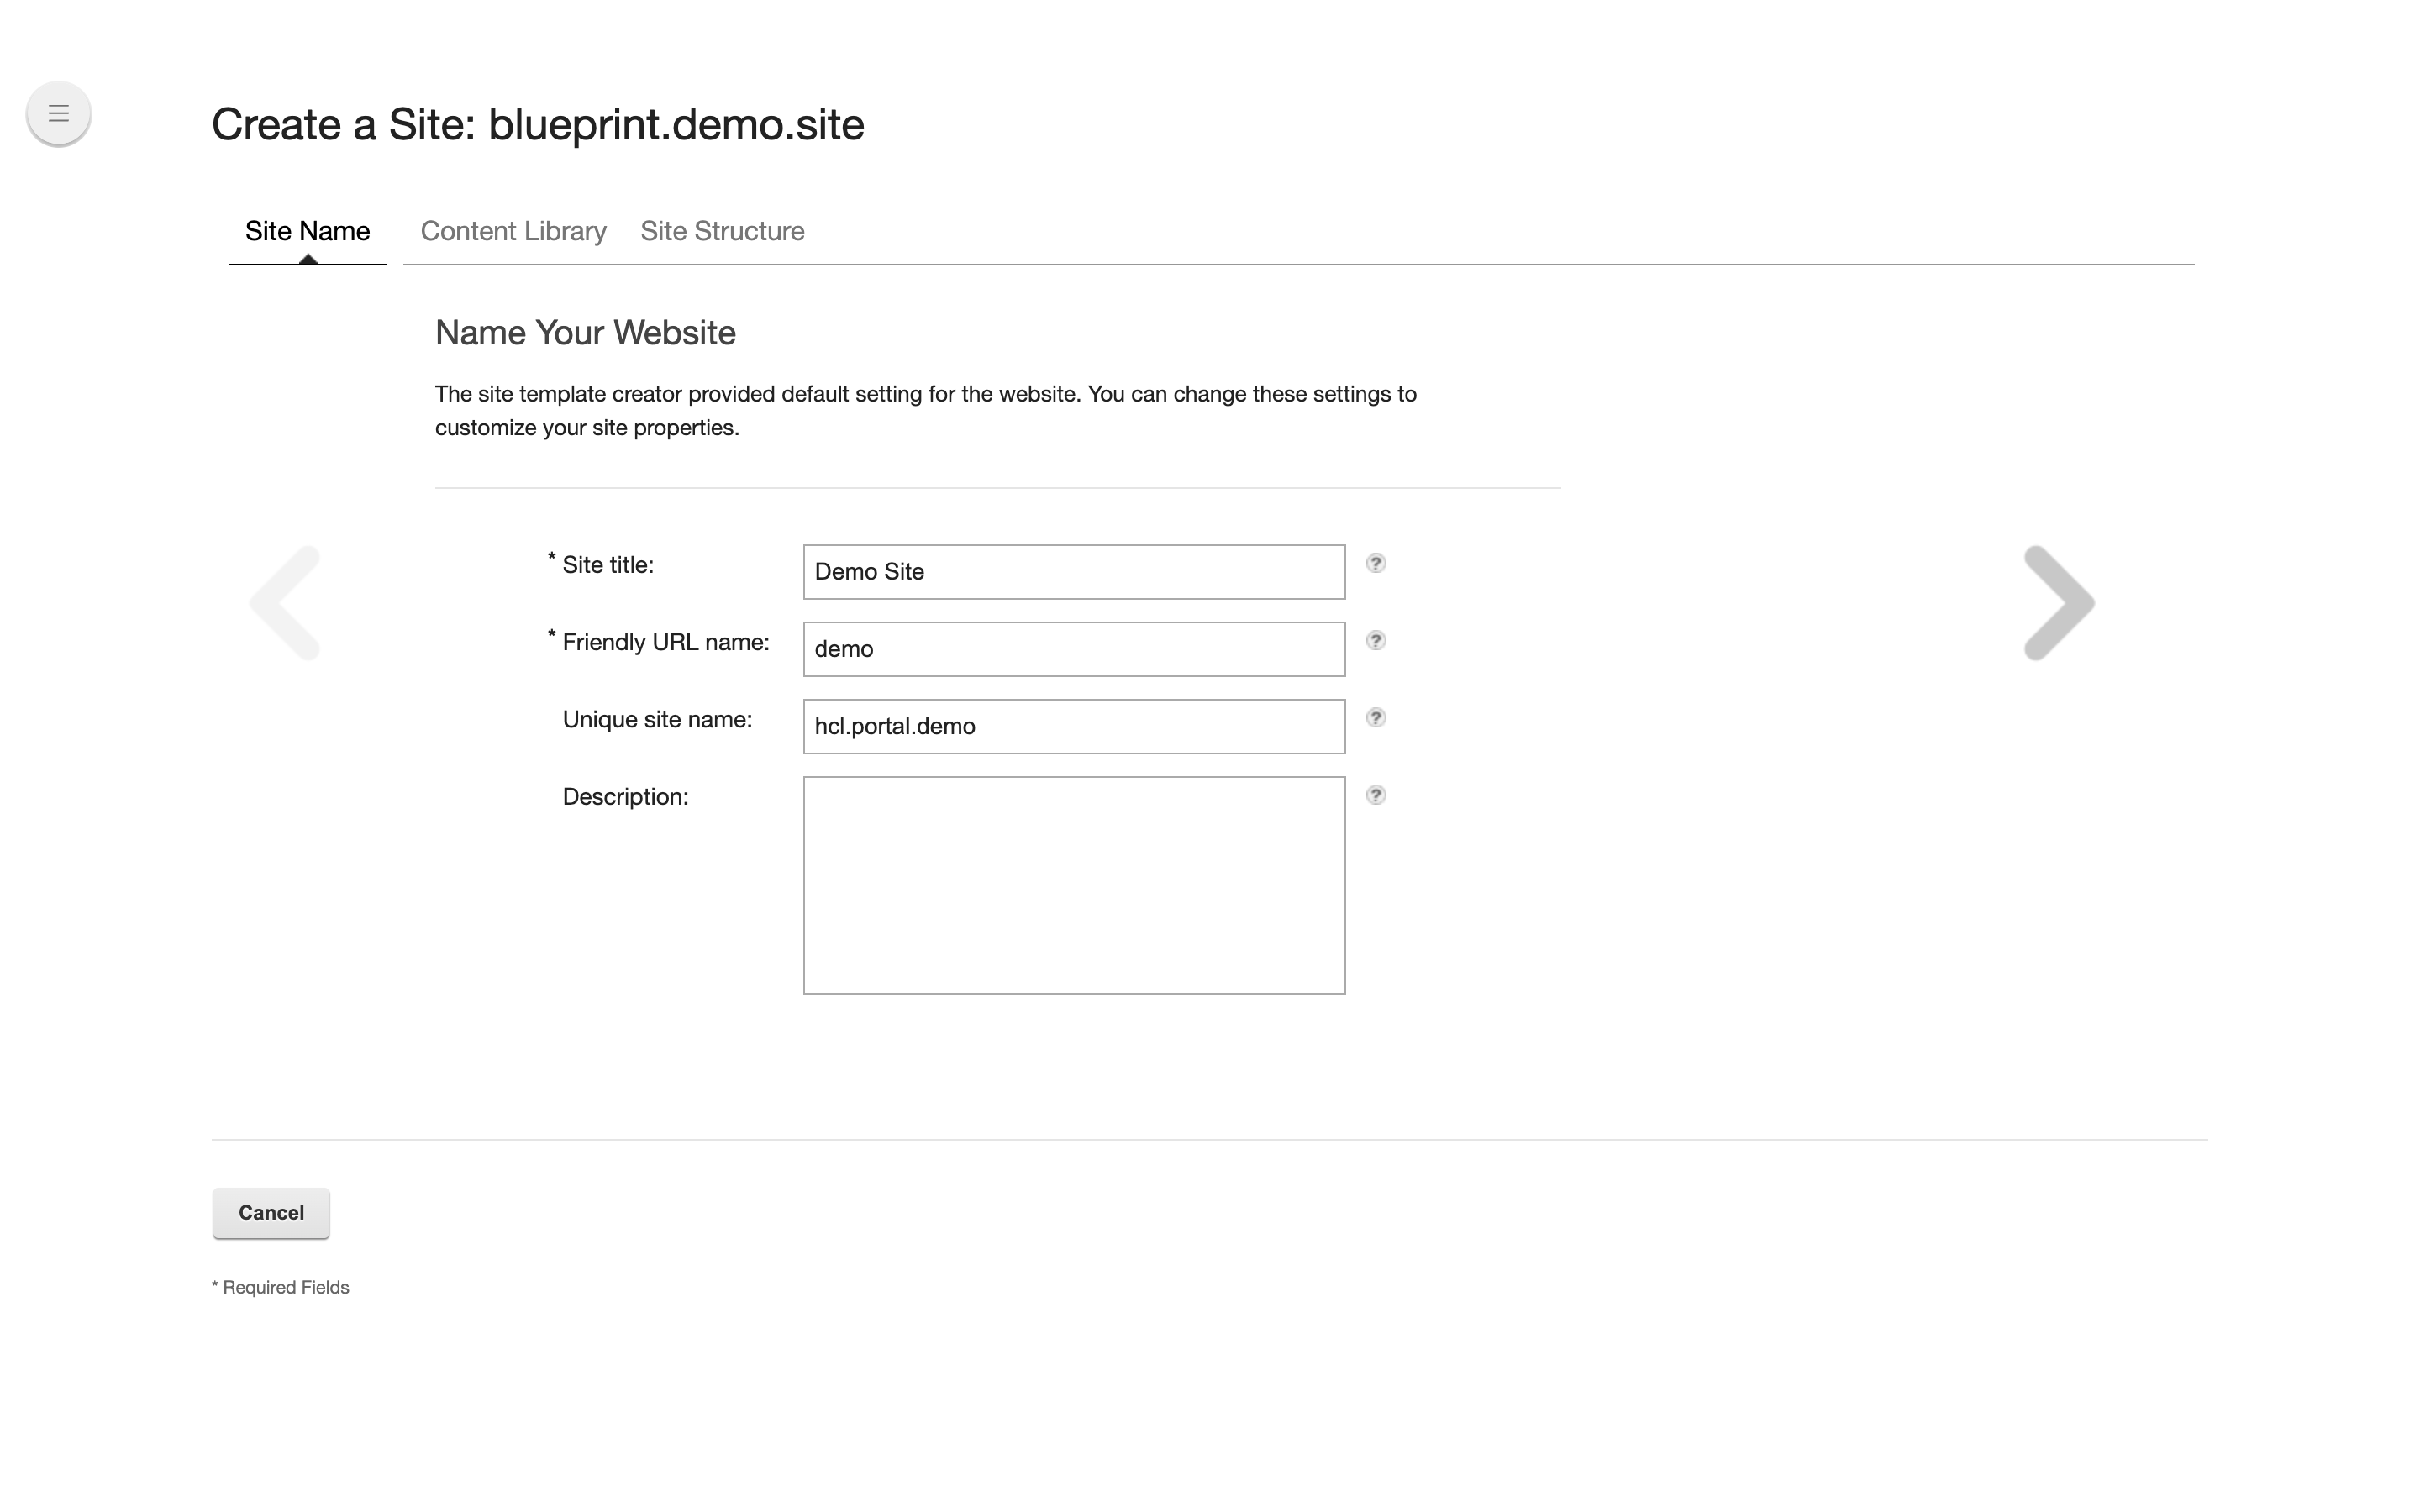 Create a Site: blueprint.demo.site
Site Name Content Library Site Structure
Name Your Website
The site template creator provided default setting for the website. You can change these settings to
customize your site properties.
* Site title: Demo Site ?
* Friendly URL name: demo ?
Unique site name: hcl.portal.demo ?
Description: ?
Cancel
* Required Fields